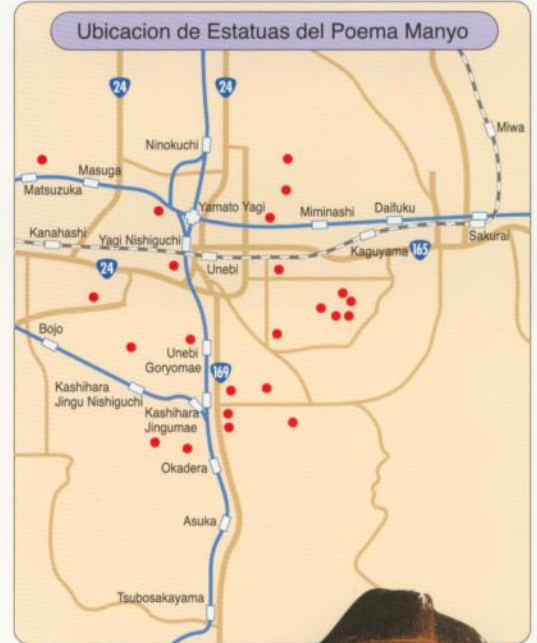 Ubicacion de Estatuas del Poema Manyo
24
24
Miwa
Ninokuchi
Masuga
Matsuzuka
Yamato Yagi
Miminashi
Daifuku
Kanahashi
Yagi Nishiguchi
Sakurai
Kaguyama
165
Unebi
24
Bojo
Unebi
Goryomae
169
Kashihara
Jingu Nishiguchi
Kashihara
Jingumae
Okadera
Asuka
Tsubosakayama